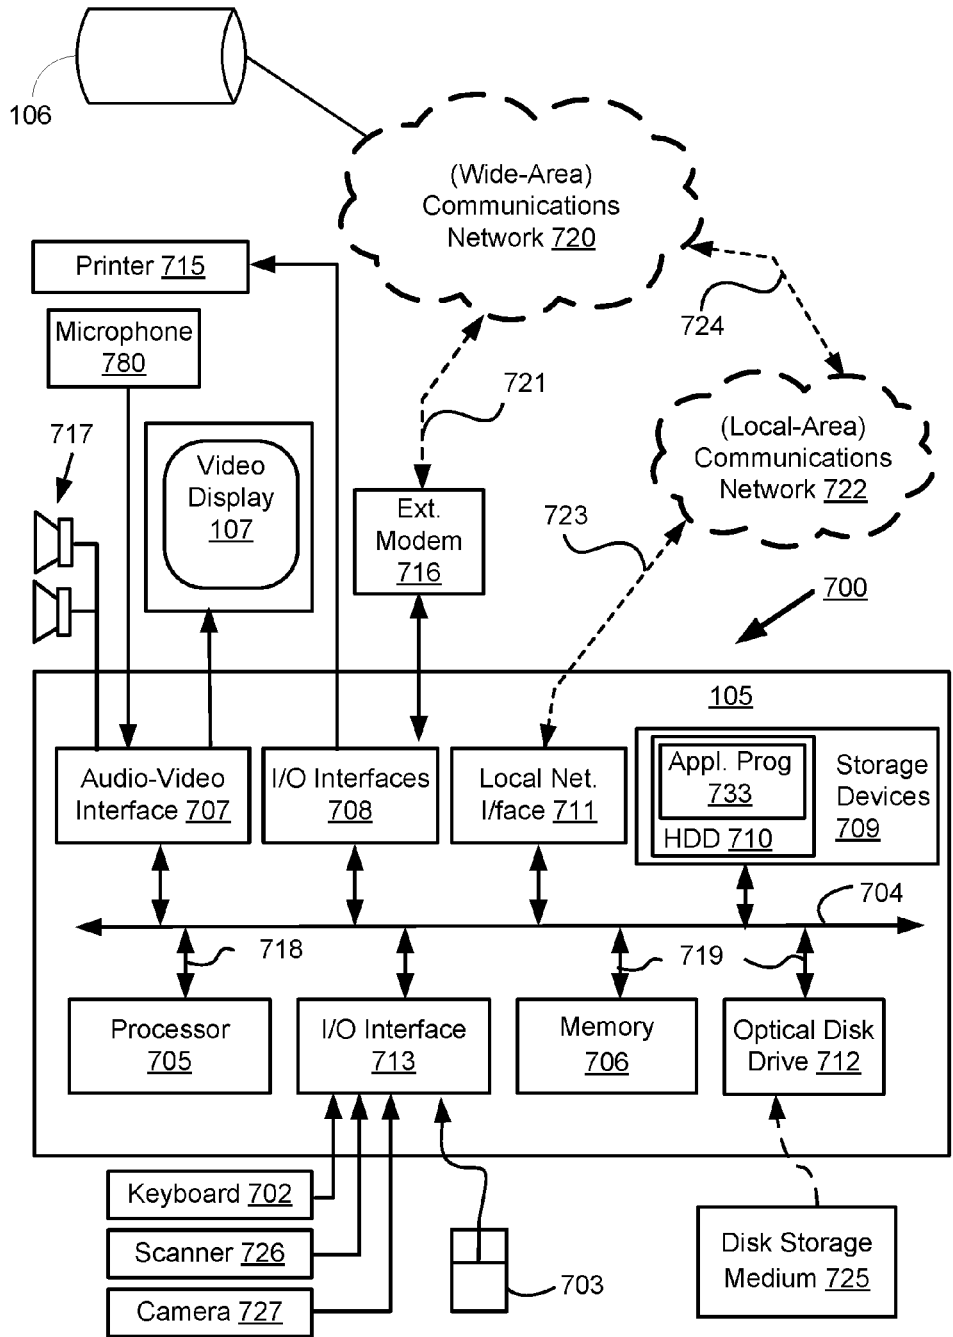 106
(Wide-Area)
Communications
Network 720
Printer 715
724
Microphone
780
721
717
(Local-Area)
Communications
Network 722
Video
Display
107
Ext.
Modem
716
723
700
105
Audio-Video
Interface 707
I/O Interfaces
708
Local Net.
I/face 711
Appl. Prog
733
HDD 710
Storage
Devices
709
704
718
719
Processor
705
I/O Interface
713
Memory
706
Optical Disk
Drive 712
Keyboard 702
Scanner 726
Camera 727
703
Disk Storage
Medium 725